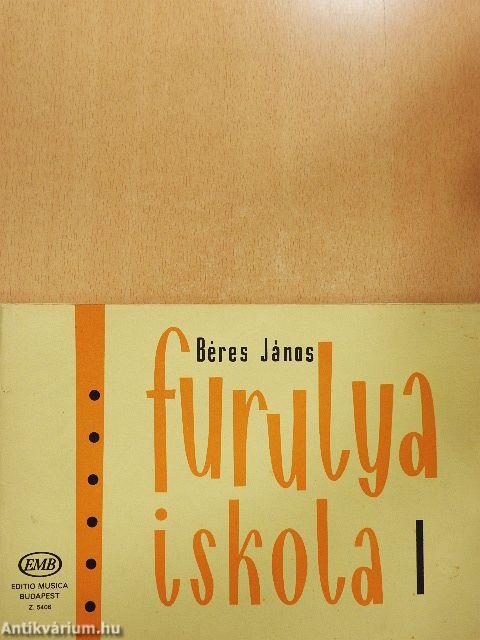 Béres János
furulya
iskola I
EMB
EDITIO MUSICA
BUDAPEST
Z. 5406
Antikvárium.hu